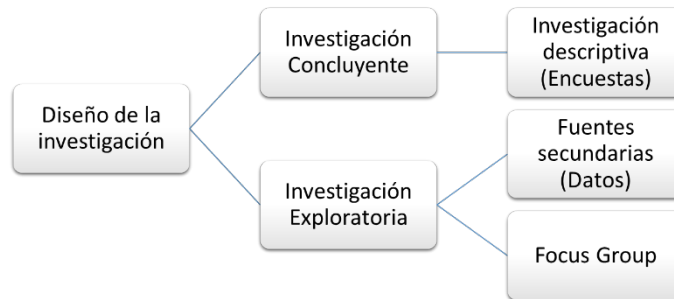 Diseño de la
investigación
Investigación
Concluyente
Investigación
descriptiva
(Encuestas)
Investigación
Exploratoria
Fuentes
secundarias
(Datos)
Focus Group